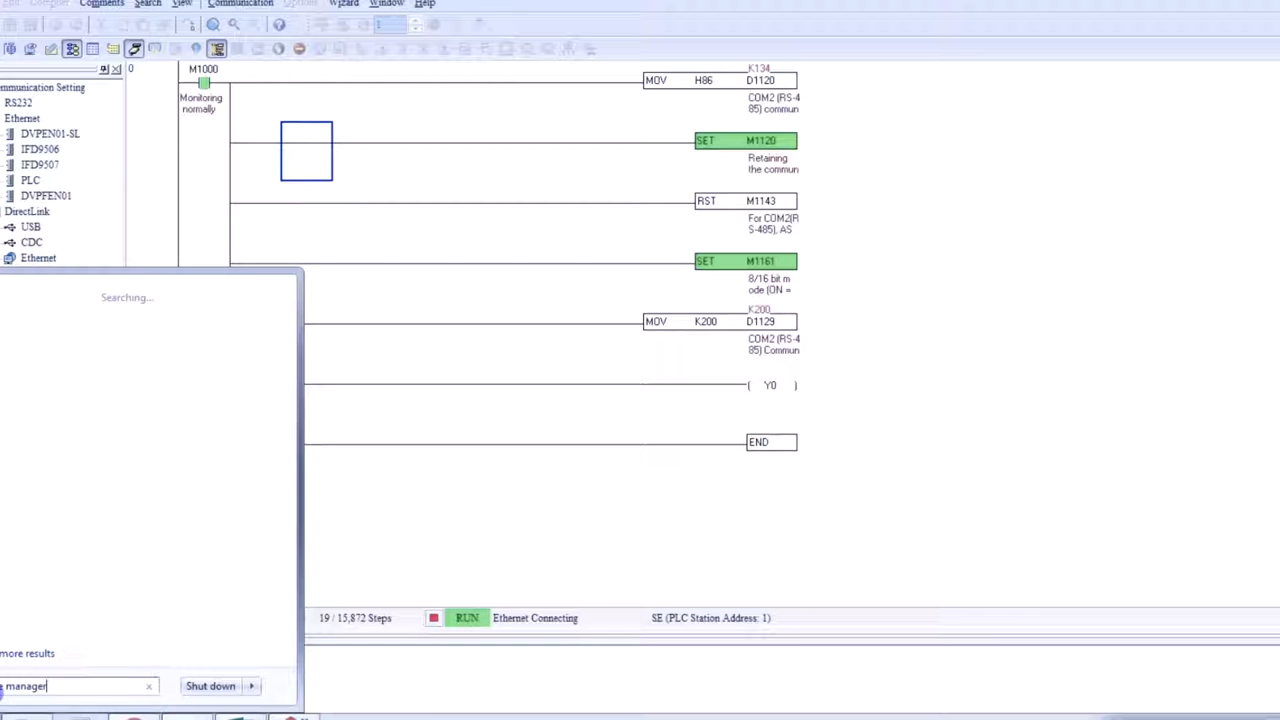 Comments Search View Communication Options Wizard Window Help
1
0
mmunication Setting
RS232
Ethernet
DVPEN01-SL
IFD9506
IFD9507
PLC
DVPFEN01
DirectLink
USB
CDC
Ethernet
M1000
Monitoring
normally
K134
MOV H86 D1120
COM2 (RS-4
85) commun
SET M1120
Retaining
the commun
RST M1143
For COM2(R
S-485), AS
SET M1161
8/16 bit m
ode (ON =
K200
MOV K200 D1129
COM2 (RS-4
85) Commun
( Y0 )
END
Searching...
more results
e manager
Shut down
19 / 15,872 Steps
RUN
Ethernet Connecting
SE (PLC Station Address: 1)